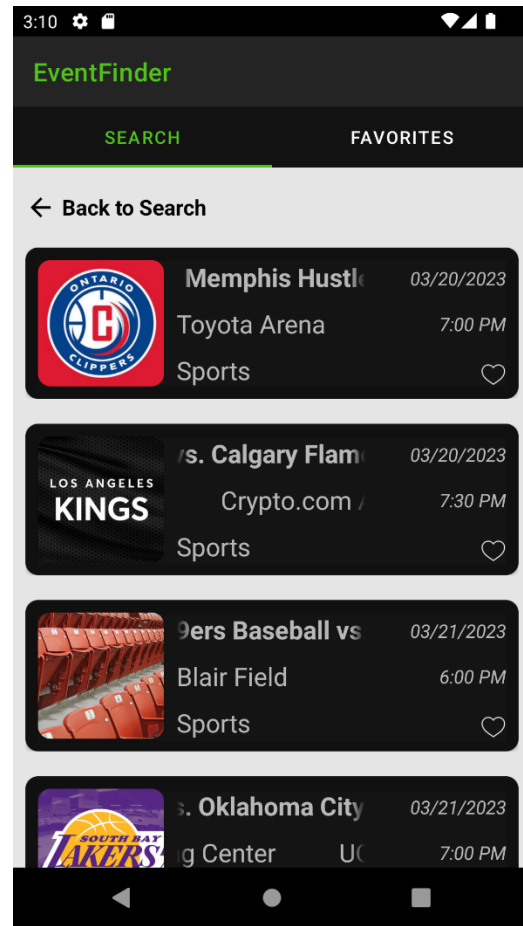 3:10
EventFinder
SEARCH FAVORITES
Back to Search
ONTARIO
CLIPPERS
Memphis Hustle 03/20/2023
Toyota Arena 7:00 PM
Sports
LOS ANGELES
KINGS
vs. Calgary Flam 03/20/2023
Crypto.com 7:30 PM
Sports
9ers Baseball vs 03/21/2023
Blair Field 6:00 PM
Sports
SOUTH BAY
LAKERS
s. Oklahoma City 03/21/2023
g Center UC 7:00 PM